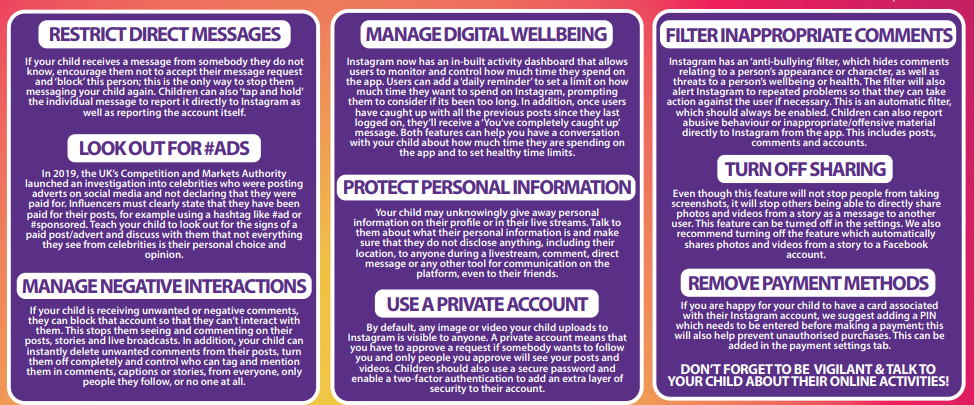 RESTRICT DIRECT MESSAGES
If your child receives a message from somebody they do not
know, encourage them not to accept their message request
and 'block' this person; this is the only way to stop them
messaging your child again. Children can also 'tap and hold'
the individual message to report it directly to Instagram as
well as reporting the account itself.
LOOK OUT FOR #ADS
In 2019, the UK's Competition and Markets Authority
launched an investigation into celebrities who were posting
adverts on social media and not declaring that they were
paid for. Influencers must clearly state that they have been
paid for their posts, for example using a hashtag like #ad or
#sponsored. Teach your child to look out for the signs of a
paid post/advert and discuss with them that not everything
they see from celebrities is their personal choice and
opinion.
MANAGE NEGATIVE INTERACTIONS
If your child is receiving unwanted or negative comments,
they can block that account so that they can't interact with
them. This stops them seeing and commenting on their
posts, stories and live broadcasts. In addition, your child can
instantly delete unwanted comments from their posts, turn
them off completely and control who can tag and mention
them in comments, captions or stories, from everyone, only
people they follow, or no one at all.
MANAGE DIGITAL WELLBEING
Instagram now has an in-built activity dashboard that allows
users to monitor and control how much time they spend on
the app. Users can add a 'daily reminder' to set a limit on how
much time they want to spend on Instagram, prompting
them to consider if its been too long. In addition, once users
have caught up with all the previous posts since they last
logged on, they'll receive a 'You've completely caught up'
message. Both features can help you have a conversation
with your child about how much time they are spending on
the app and to set healthy time limits.
PROTECT PERSONAL INFORMATION
Your child may unknowingly give away personal
information on their profile or in their live streams. Talk to
them about what their personal information is and make
sure that they do not disclose anything, including their
location, to anyone during a livestream, comment, direct
message or any other tool for communication on the
platform, even to their friends.
USE A PRIVATE ACCOUNT
By default, any image or video your child uploads to
Instagram is visible to anyone. A private account means that
you have to approve a request if somebody wants to follow
you and only people you approve will see your posts and
videos. Children should also use a secure password and
enable a two-factor authentication to add an extra layer of
security to their account.
FILTER INAPPROPRIATE COMMENTS
Instagram has an 'anti-bullying' filter, which hides comments
relating to a person's appearance or character, as well as
threats to a person's wellbeing or health. The filter will also
alert Instagram to repeated problems so that they can take
action against the user if necessary. This is an automatic filter,
which should always be enabled. Children can also report
abusive behaviour or inappropriate/offensive material
directly to Instagram from the app. This includes posts,
comments and accounts.
TURN OFF SHARING
Even though this feature will not stop people from taking
screenshots, it will stop others being able to directly share
photos and videos from a story as a message to another
user. This feature can be turned off in the settings. We also
recommend turning off the feature which automatically
shares photos and videos from a story to a Facebook
account.
REMOVE PAYMENT METHODS
If you are happy for your child to have a card associated
with their Instagram account, we suggest adding a PIN
which needs to be entered before making a payment; this
will also help prevent unauthorised purchases. This can be
added in the payment settings tab.
DON'T FORGET TO BE VIGILANT & TALK TO
YOUR CHILD ABOUT THEIR ONLINE ACTIVITIES!